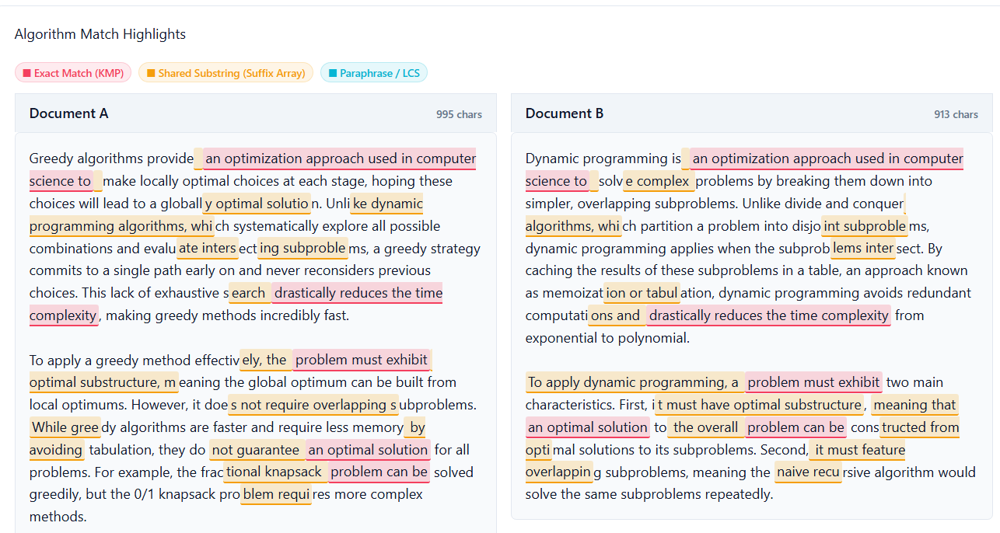 Algorithm Match Highlights
Exact Match (KMP) Shared Substring (Suffix Array) Paraphrase / LCS
Document A 995 chars
Greedy algorithms provide an optimization approach used in computer
science to make locally optimal choices at each stage, hoping these
choices will lead to a globally optimal solution. Unlike dynamic
programming algorithms, which systematically explore all possible
combinations and evaluate intersecting subproblems, a greedy strategy
commits to a single path early on and never reconsiders previous
choices. This lack of exhaustive search drastically reduces the time
complexity, making greedy methods incredibly fast.
To apply a greedy method effectively, the problem must exhibit
optimal substructure, meaning the global optimum can be built from
local optimums. However, it does not require overlapping subproblems.
While greedy algorithms are faster and require less memory by
avoiding tabulation, they do not guarantee an optimal solution for all
problems. For example, the fractional knapsack problem can be solved
greedily, but the 0/1 knapsack problem requires more complex
methods.
Document B 913 chars
Dynamic programming is an optimization approach used in computer
science to solve complex problems by breaking them down into
simpler, overlapping subproblems. Unlike divide and conquer
algorithms, which partition a problem into disjoint subproblems,
dynamic programming applies when the subproblems intersect. By
caching the results of these subproblems in a table, an approach known
as memoization or tabulation, dynamic programming avoids redundant
computations and drastically reduces the time complexity from
exponential to polynomial.
To apply dynamic programming, a problem must exhibit two main
characteristics. First, it must have optimal substructure, meaning that
an optimal solution to the overall problem can be constructed from
optimal solutions to its subproblems. Second, it must feature
overlapping subproblems, meaning the naive recursive algorithm would
solve the same subproblems repeatedly.